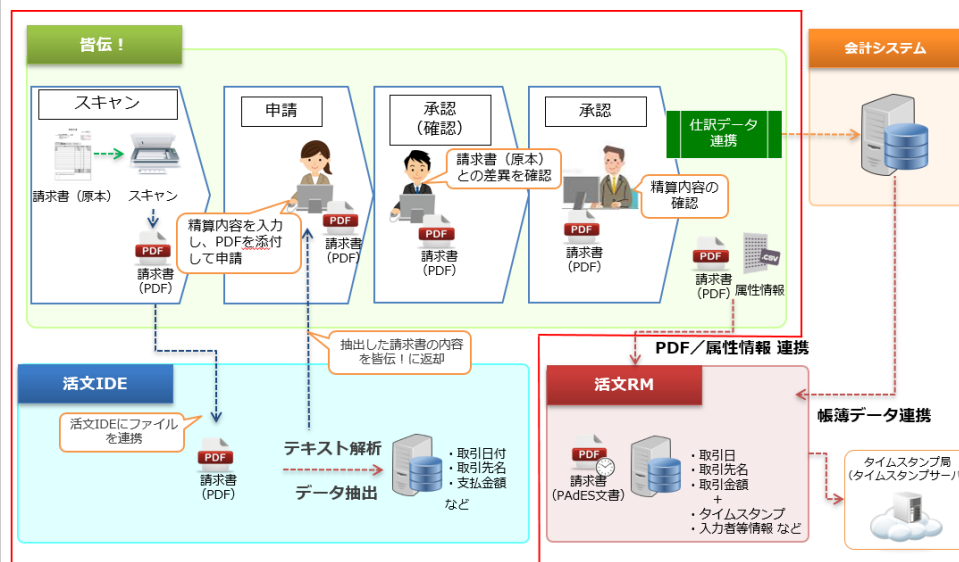 皆伝！
会計システム
スキャン
請求書（原本）
スキャン
PDF
請求書
（PDF）
申請
精算内容を入力
し、PDFを添付
して申請
PDF
請求書
（PDF）
承認
（確認）
請求書（原本）
との差異を確認
PDF
請求書
（PDF）
承認
精算内容の
確認
PDF
請求書
（PDF）
仕訳データ
連携
PDF
請求書
（PDF）
CSV
属性情報
抽出した請求書の内容
を皆伝！に返却
PDF／属性情報 連携
活文IDE
活文IDEにファイル
を連携
PDF
請求書
（PDF）
テキスト解析
データ抽出
・取引日付
・取引先名
・支払金額
など
活文RM
PDF
請求書
（PAdES文書）
・取引日
・取引先名
・取引金額
+
・タイムスタンプ
・入力者等情報 など
帳簿データ連携
タイムスタンプ局
（タイムスタンプサーバ